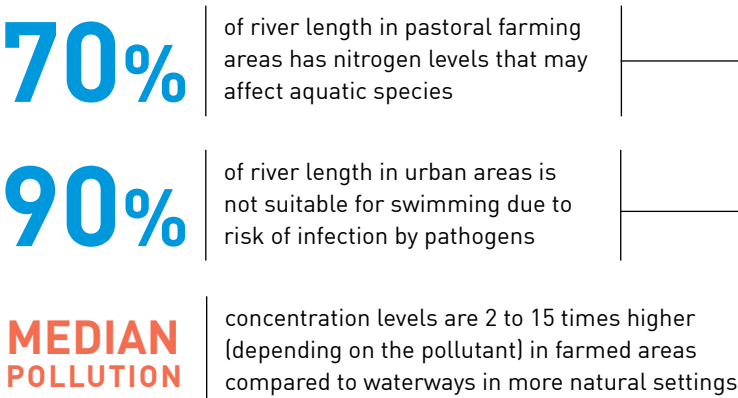 70%
of river length in pastoral farming
areas has nitrogen levels that may
affect aquatic species
90%
of river length in urban areas is
not suitable for swimming due to
risk of infection by pathogens
MEDIAN
POLLUTION
concentration levels are 2 to 15 times higher
(depending on the pollutant) in farmed areas
compared to waterways in more natural settings